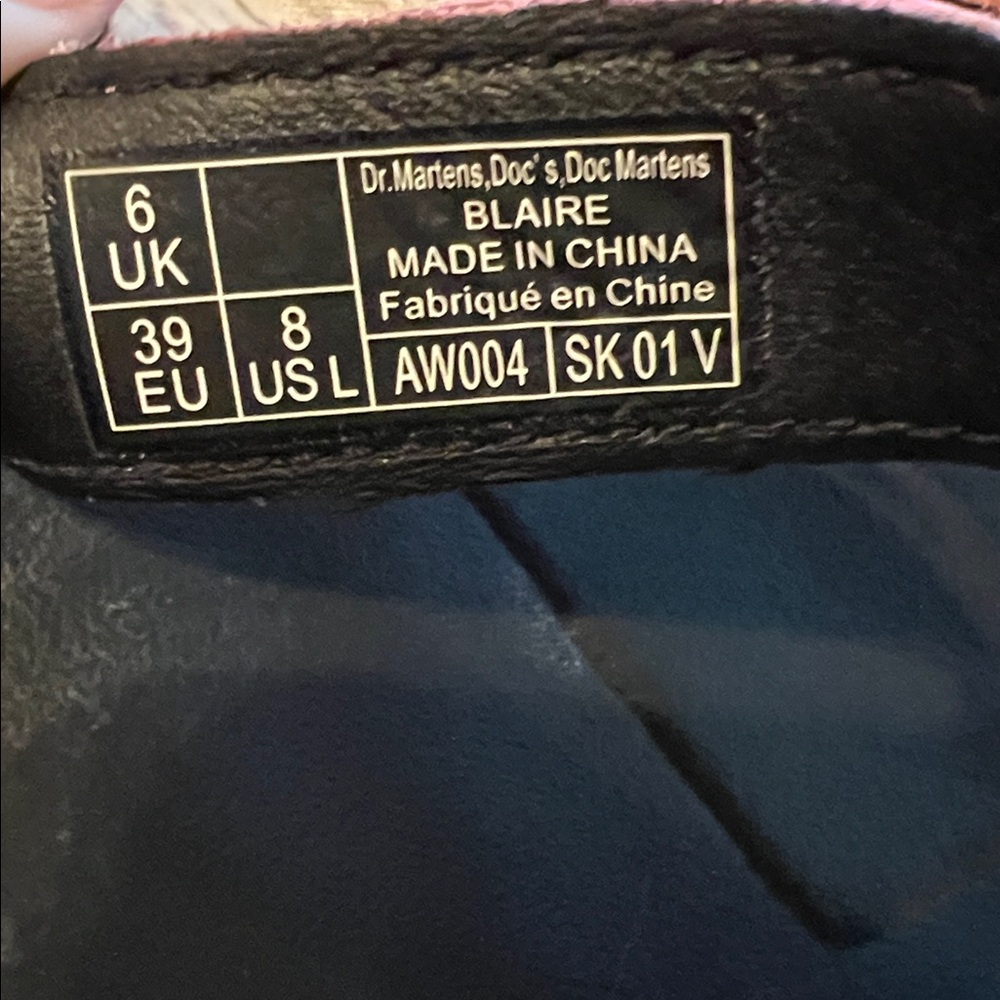 6
UK
39
EU
8
US L
Dr.Martens,Doc's,Doc Martens
BLAIRE
MADE IN CHINA
Fabriqué en Chine
AW004
SK 01 V